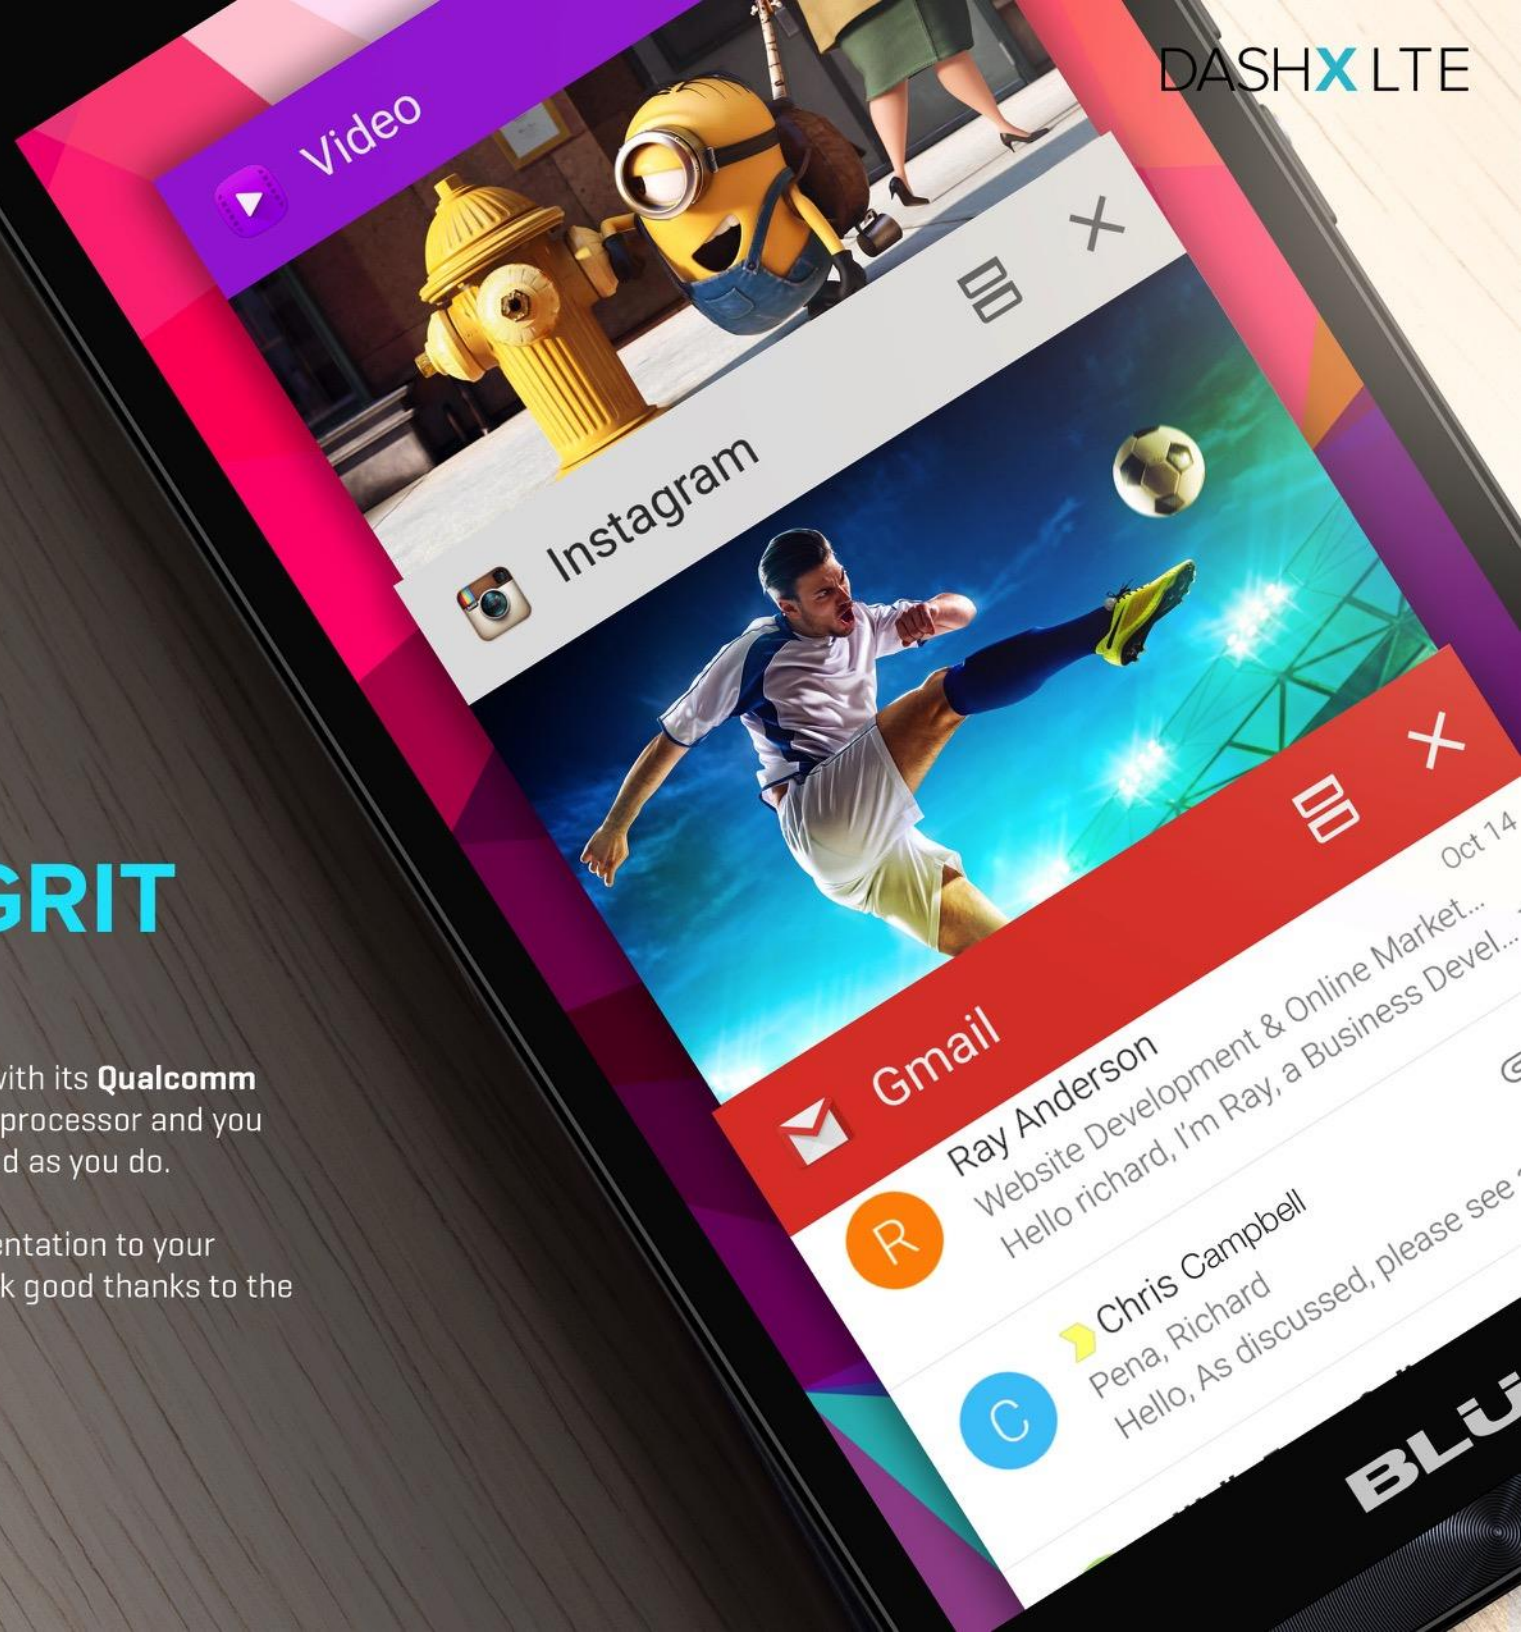 DASHX LTE
Video
Instagram
Gmail
Oct 14
Ray Anderson
Website Development & Online Market...
Hello richard, I'm Ray, a Business Devel...
Chris Campbell
Pena, Richard
Hello, As discussed, please see
R
C
BLU
GRIT
with its Qualcomm
processor and you
d as you do.
entation to your
k good thanks to the